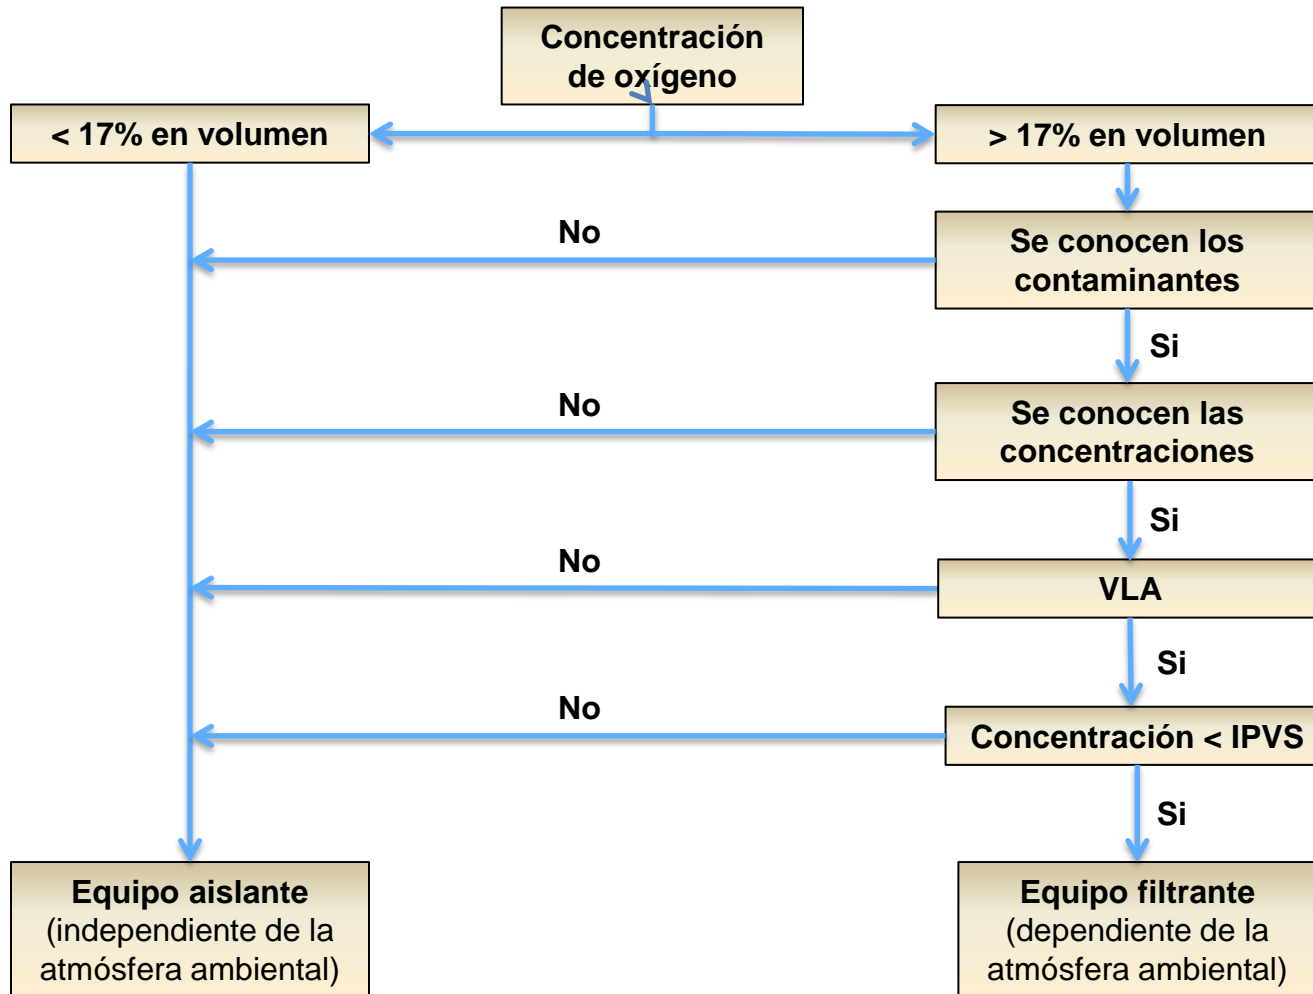 Concentración
de oxígeno
< 17% en volumen
> 17% en volumen
No
Se conocen los
contaminantes
Si
No
Se conocen las
concentraciones
Si
No
VLA
Si
No
Concentración < IPVS
Si
Equipo aislante
(independiente de la
atmósfera ambiental)
Equipo filtrante
(dependiente de la
atmósfera ambiental)